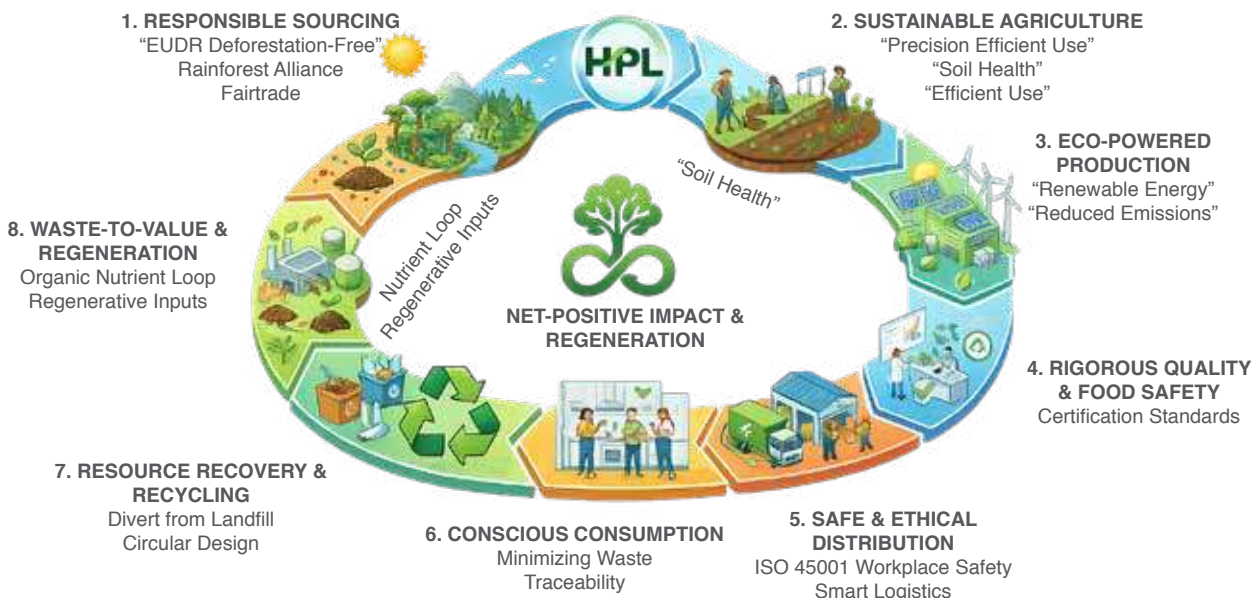 1. RESPONSIBLE SOURCING
“EUDR Deforestation-Free”
Rainforest Alliance
Fairtrade
HPL
2. SUSTAINABLE AGRICULTURE
“Precision Efficient Use”
“Soil Health”
“Efficient Use”
3. ECO-POWERED
PRODUCTION
“Renewable Energy”
“Reduced Emissions”
4. RIGOROUS QUALITY
& FOOD SAFETY
Certification Standards
5. SAFE & ETHICAL
DISTRIBUTION
ISO 45001 Workplace Safety
Smart Logistics
6. CONSCIOUS CONSUMPTION
Minimizing Waste
Traceability
7. RESOURCE RECOVERY &
RECYCLING
Divert from Landfill
Circular Design
8. WASTE-TO-VALUE &
REGENERATION
Organic Nutrient Loop
Regenerative Inputs
Nutrient Loop
Regenerative Inputs
“Soil Health”
NET-POSITIVE IMPACT &
REGENERATION